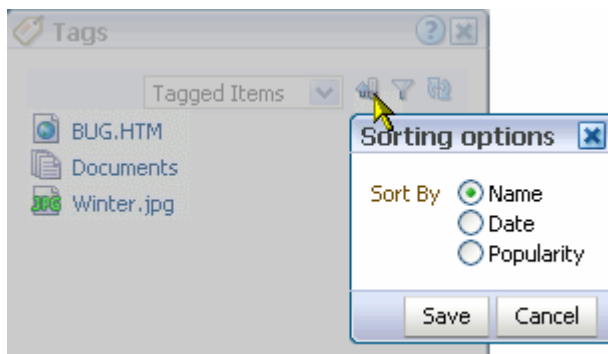 Tags
Tagged Items
BUG.HTM
Documents
Winter.jpg
Sorting options
Sort By Name
Date
Popularity
Save Cancel